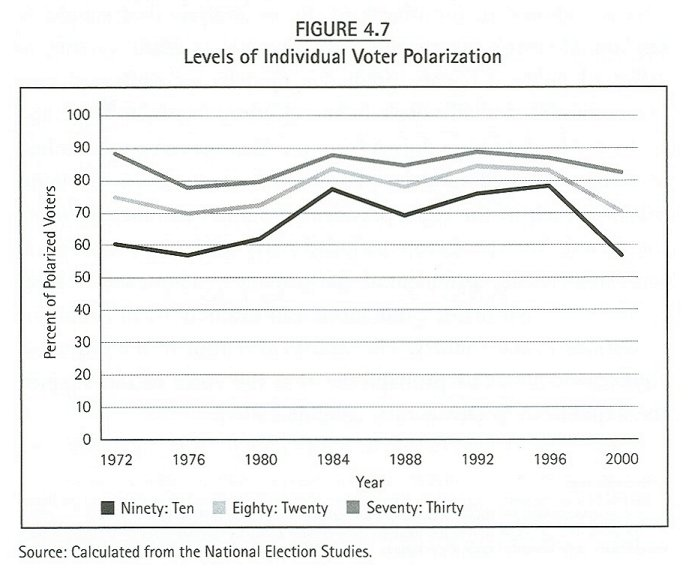 FIGURE 4.7
Levels of Individual Voter Polarization
Percent of Polarized Voters
100
90
80
70
60
50
40
30
20
10
0
1972 1976 1980 1984 1988 1992 1996 2000
Year
Ninety: Ten Eighty: Twenty Seventy: Thirty
Source: Calculated from the National Election Studies.